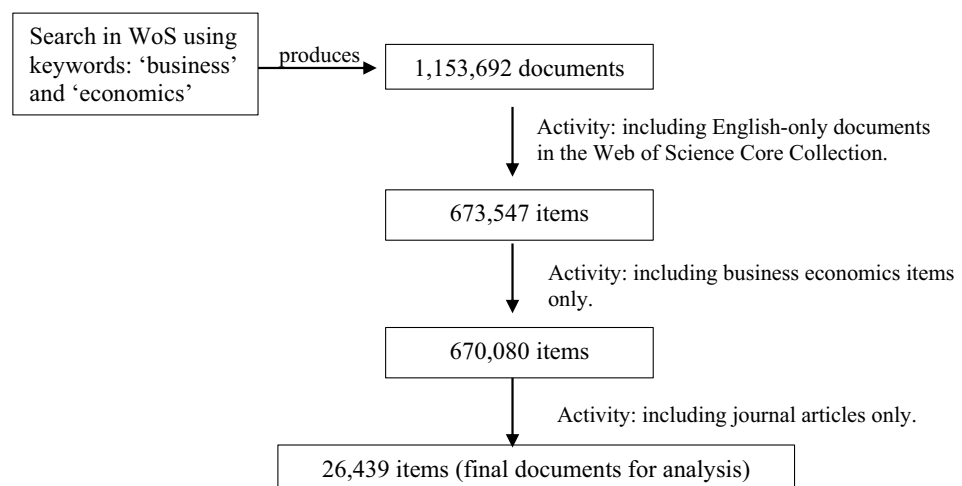 Search in WoS using
keywords: ‘business’
and ‘economics’
produces
1,153,692 documents
Activity: including English-only documents
in the Web of Science Core Collection.
673,547 items
Activity: including business economics items
only.
670,080 items
Activity: including journal articles only.
26,439 items (final documents for analysis)